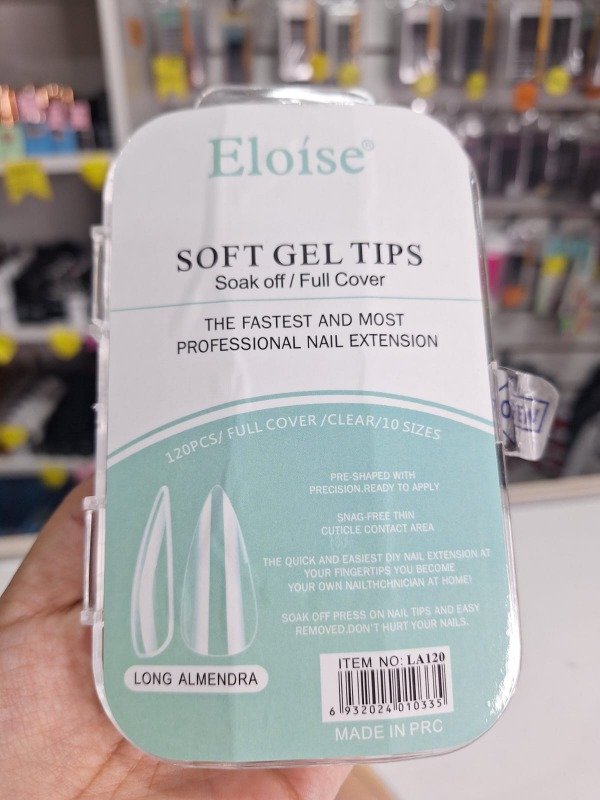 Eloíse®
SOFT GEL TIPS
Soak off / Full Cover
THE FASTEST AND MOST
PROFESSIONAL NAIL EXTENSION
120PCS/ FULL COVER /CLEAR/10 SIZES
PRE-SHAPED WITH
PRECISION.READY TO APPLY
SNAG-FREE THIN
CUTICLE CONTACT AREA
THE QUICK AND EASIEST DIY NAIL EXTENSION AT
YOUR FINGERTIPS YOU BECOME
YOUR OWN NAILTHCHNICIAN AT HOME!
SOAK OFF PRESS ON NAIL TIPS AND EASY
REMOVED.DON'T HURT YOUR NAILS.
LONG ALMENDRA
ITEM NO: LA120
6 932024 010335
MADE IN PRC